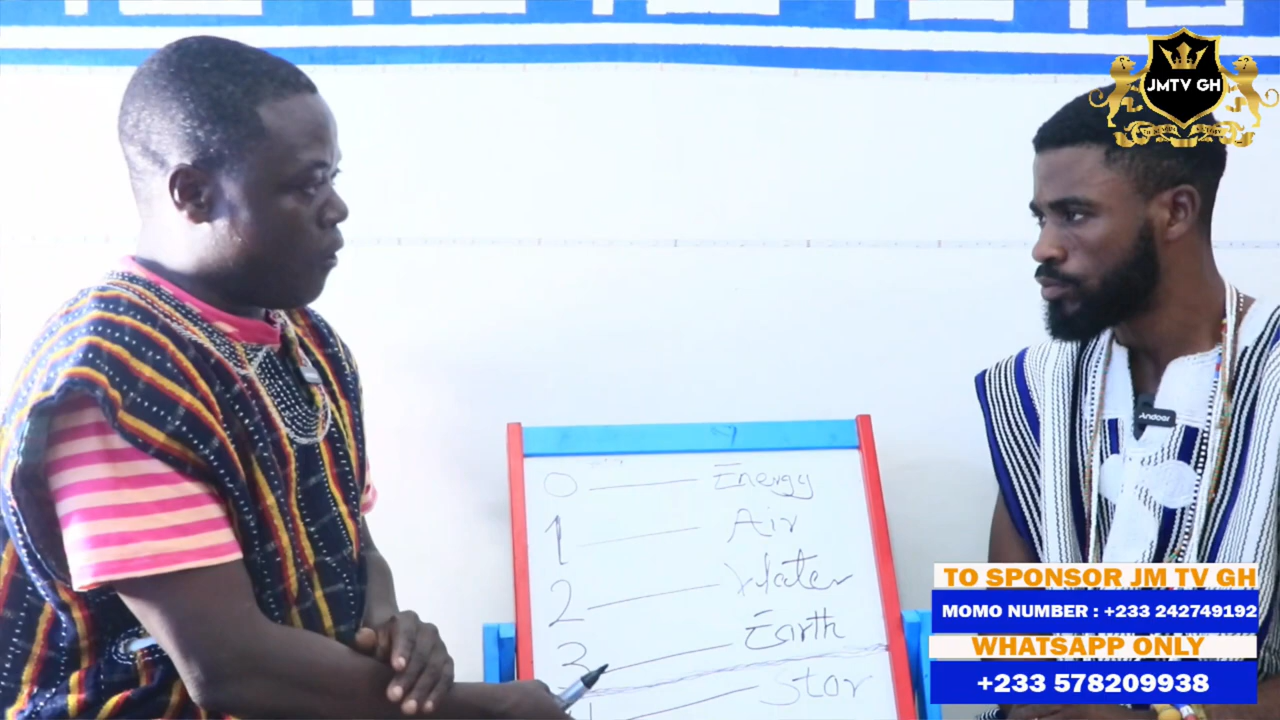 JMTV GH
0 — Energy
1 — Air
2 — Water
3 — Earth
Star
Andoer
TO SPONSOR JM TV GH
MOMO NUMBER : +233 242749192
WHATSAPP ONLY
+233 578209938